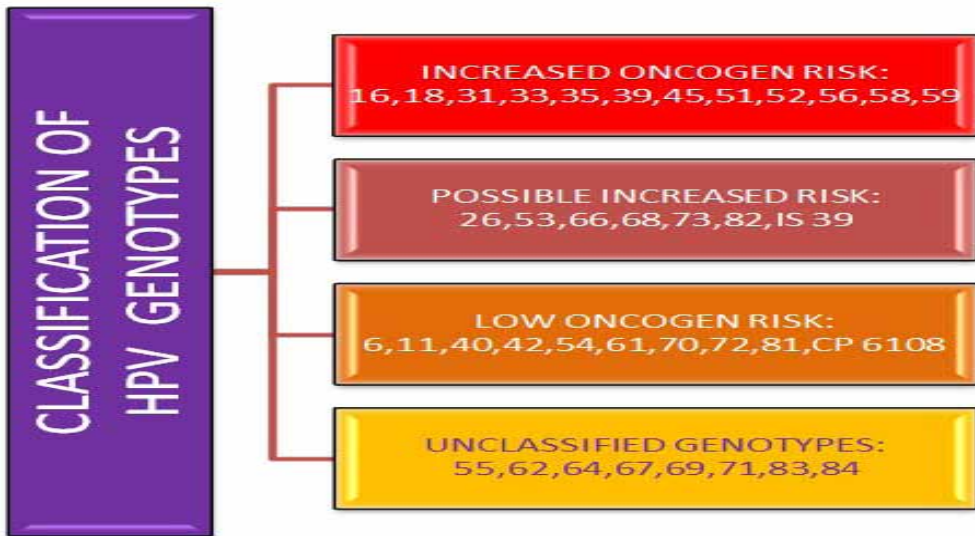 CLASSIFICATION OF
HPV GENOTYPES
INCREASED ONCOGEN RISK:
16,18,31,33,35,39,45,51,52,56,58,59
POSSIBLE INCREASED RISK:
26,53,66,68,73,82,IS 39
LOW ONCOGEN RISK:
6,11,40,42,54,61,70,72,81,CP 6108
UNCLASSIFIED GENOTYPES:
55,62,64,67,69,71,83,84